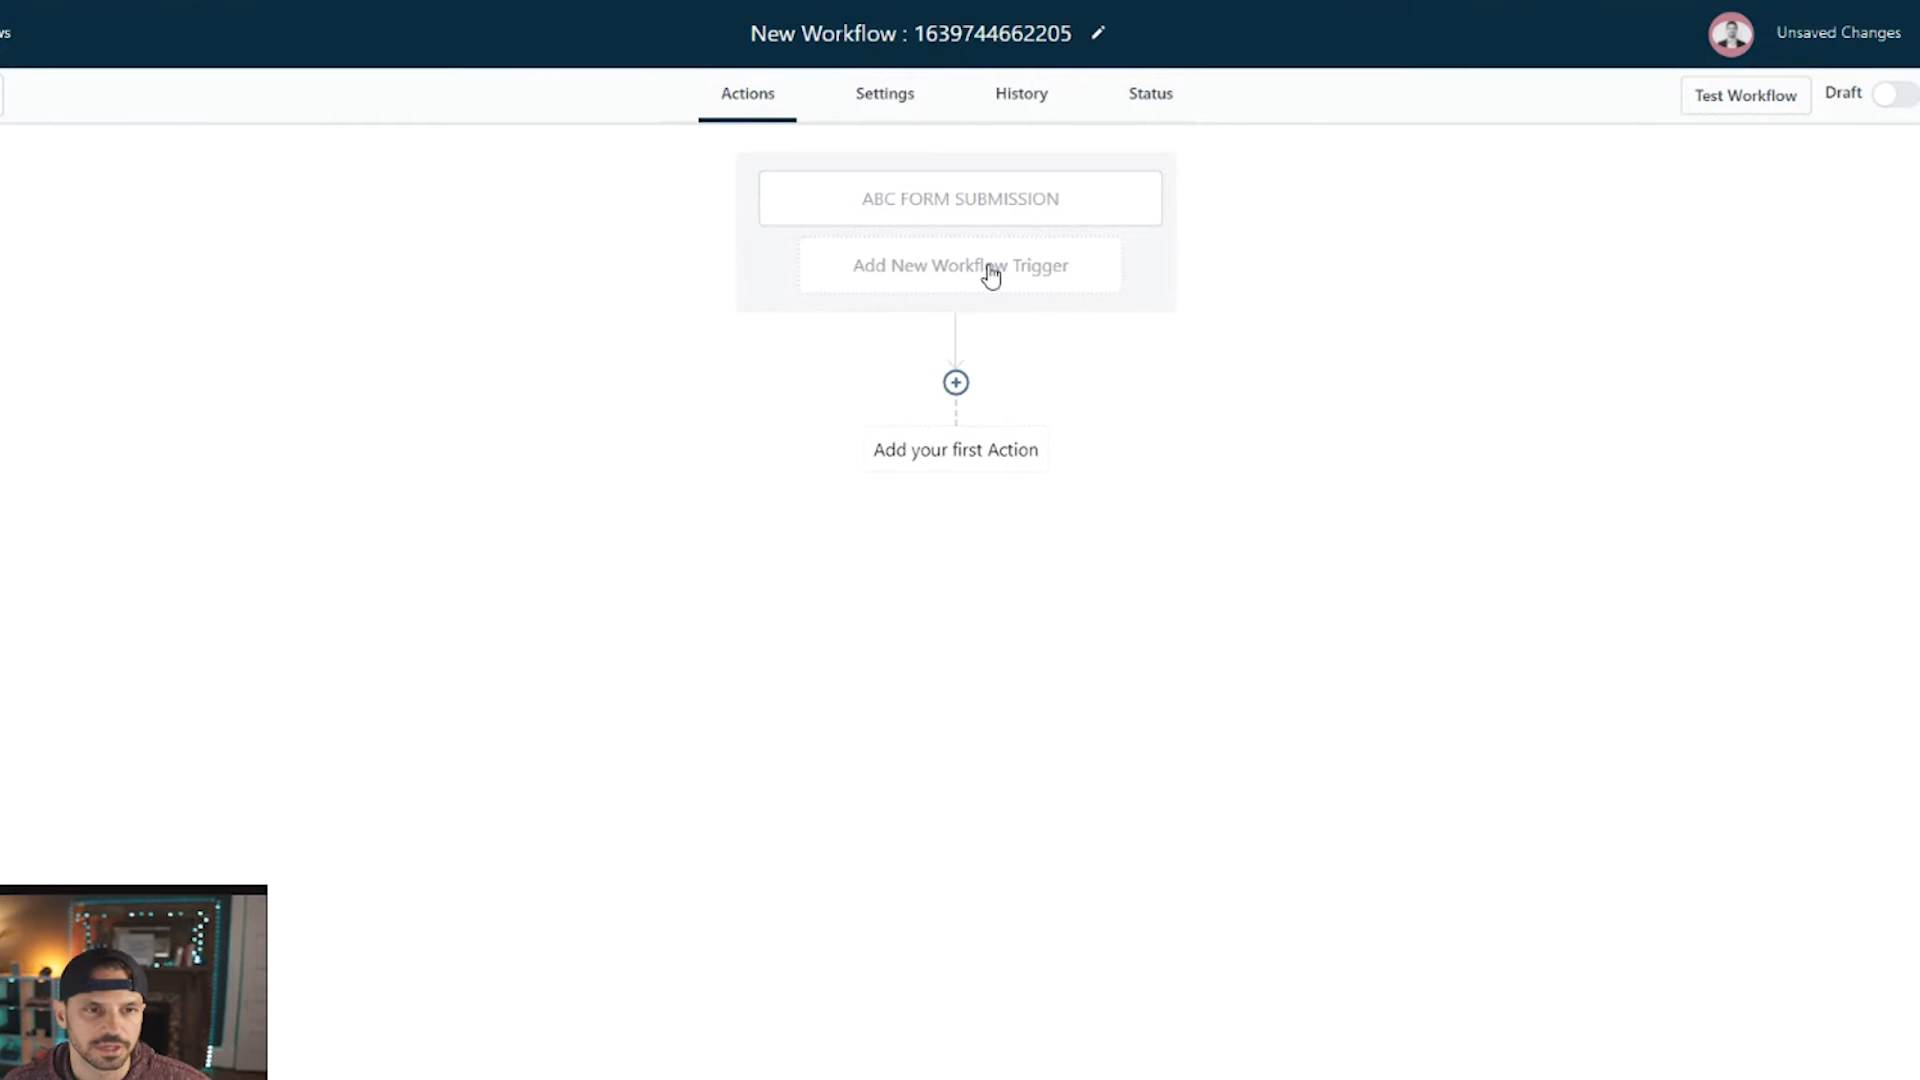 ws
New Workflow : 1639744662205
Unsaved Changes
Actions
Settings
History
Status
Test Workflow
Draft
ABC FORM SUBMISSION
Add New Workflow Trigger
Add your first Action